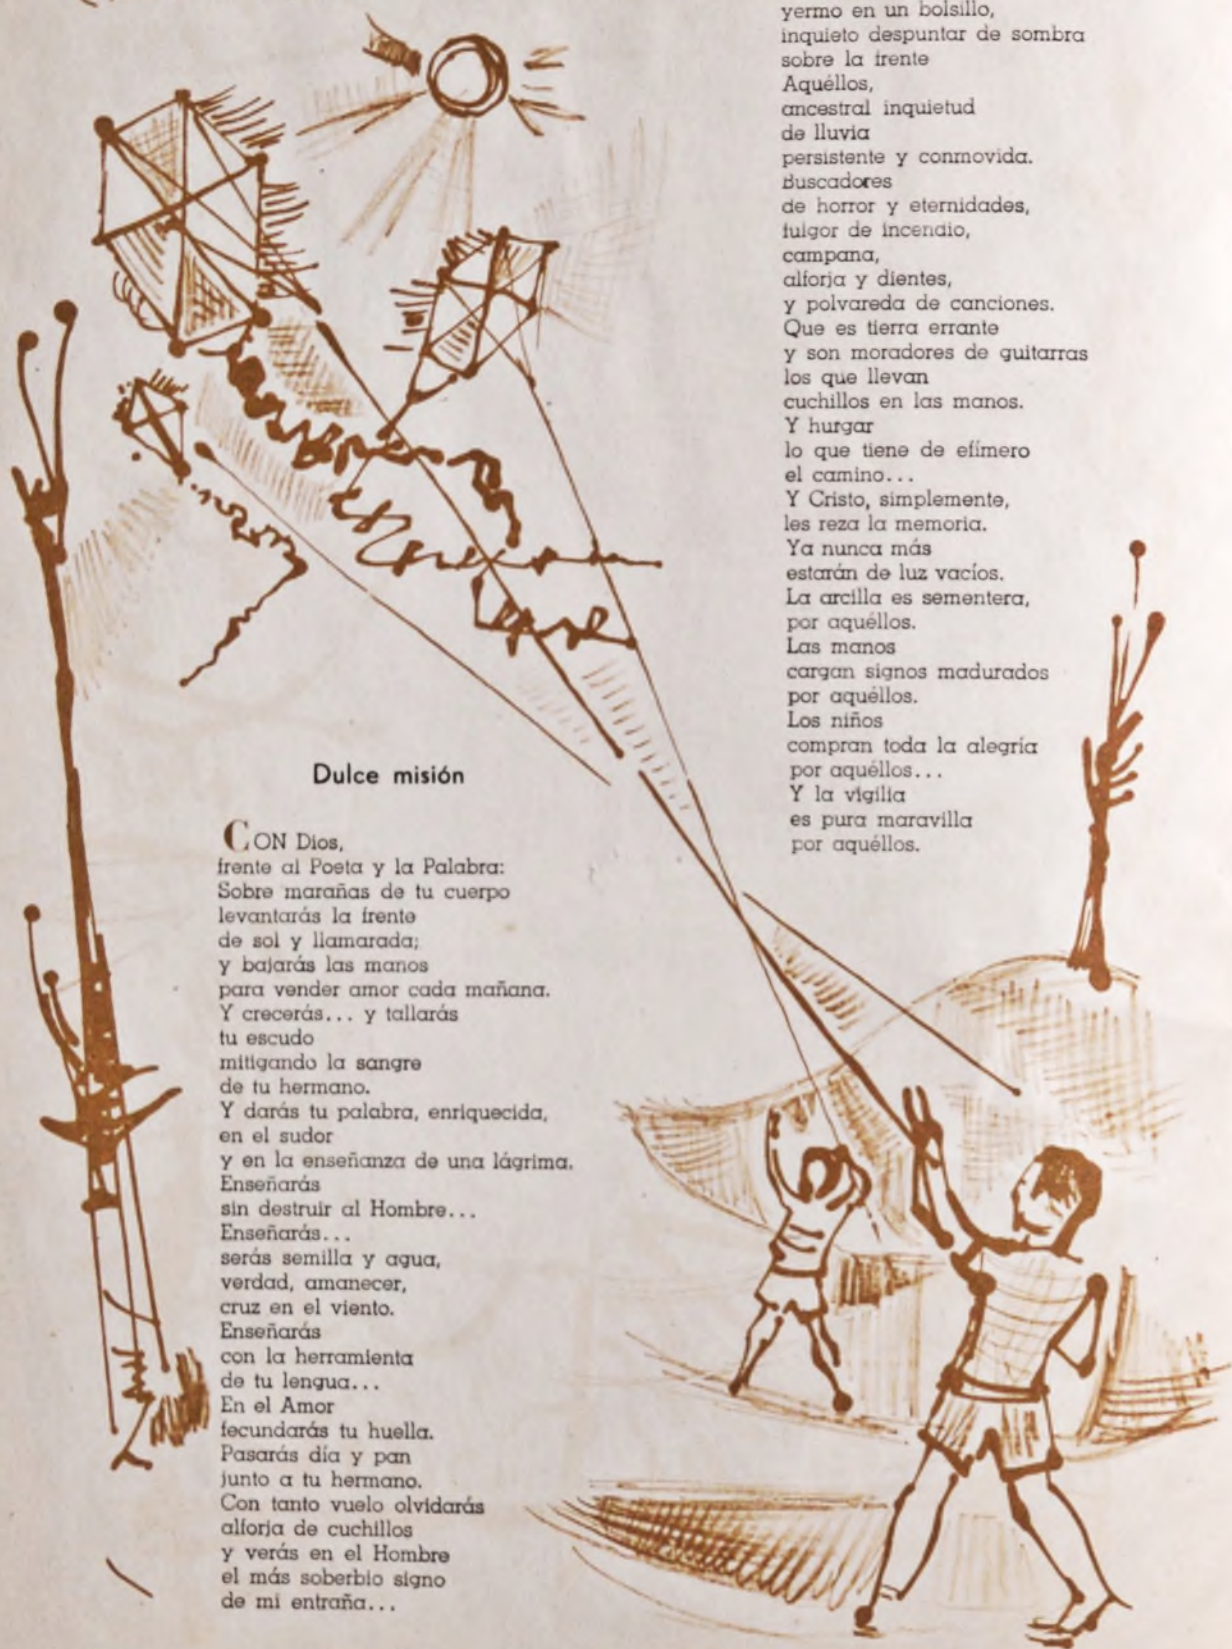 yermo en un bolsillo,
inquieto despuntar de sombra
sobre la frente
Aquéllos,
ancestral inquietud
de lluvia
persistente y conmovida.
Buscadores
de horror y eternidades,
fulgor de incendio,
campana,
alforja y dientes,
y polvareda de canciones.
Que es tierra errante
y son moradores de guitarras
los que llevan
cuchillos en las manos.
Y hurgar
lo que tiene de efímero
el camino...
Y Cristo, simplemente,
les reza la memoria.
Ya nunca más
estarán de luz vacíos.
La arcilla es sementera,
por aquéllos.
Las manos
cargan signos madurados
por aquéllos.
Los niños
compran toda la alegría
por aquéllos...
Y la vigilia
es pura maravilla
por aquéllos.
Dulce misión
CON Dios,
frente al Poeta y la Palabra:
Sobre marañas de tu cuerpo
levantarás la frente
de sol y llamarada;
y bajarás las manos
para vender amor cada mañana.
Y crecerás... y tallarás
tu escudo
mitigando la sangre
de tu hermano.
Y darás tu palabra, enriquecida,
en el sudor
y en la enseñanza de una lágrima.
Enseñarás
sin destruir al Hombre...
Enseñarás...
serás semilla y agua,
verdad, amanecer,
cruz en el viento.
Enseñarás
con la herramienta
de tu lengua...
En el Amor
fecundarás tu huella.
Pasarás día y pan
junto a tu hermano.
Con tanto vuelo olvidarás
alforja de cuchillos
y verás en el Hombre
el más soberbio signo
de mi entraña...